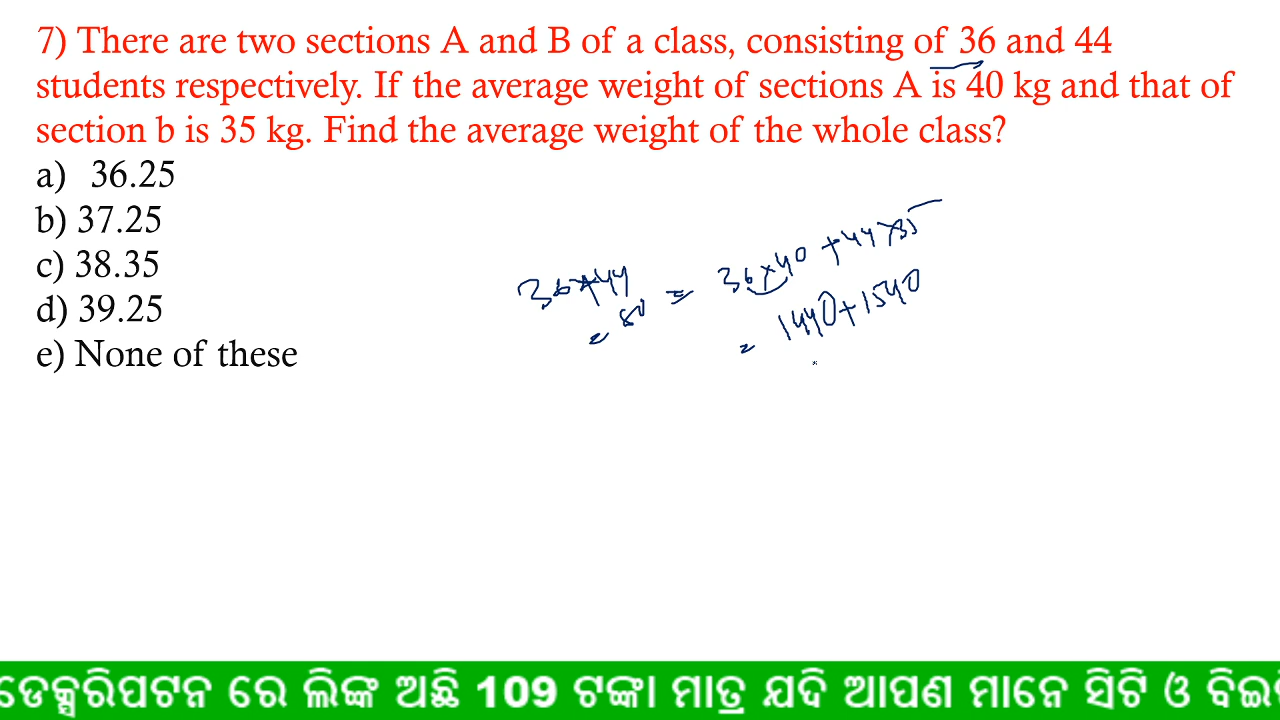 7) There are two sections A and B of a class, consisting of 36 and 44
students respectively. If the average weight of sections A is 40 kg and that of
section b is 35 kg. Find the average weight of the whole class?
a) 36.25
b) 37.25
c) 38.35
d) 39.25
e) None of these
36+44 = 36×40 +44×35
= 80
= 1440+1540
ଡେସ୍କ୍ରିପଟନ ରେ ଲିଙ୍କ ଅଛି 109 ଟଙ୍କା ମାତ୍ର ଯଦି ଆପଣ ମାନେ ସିଟି ଓ